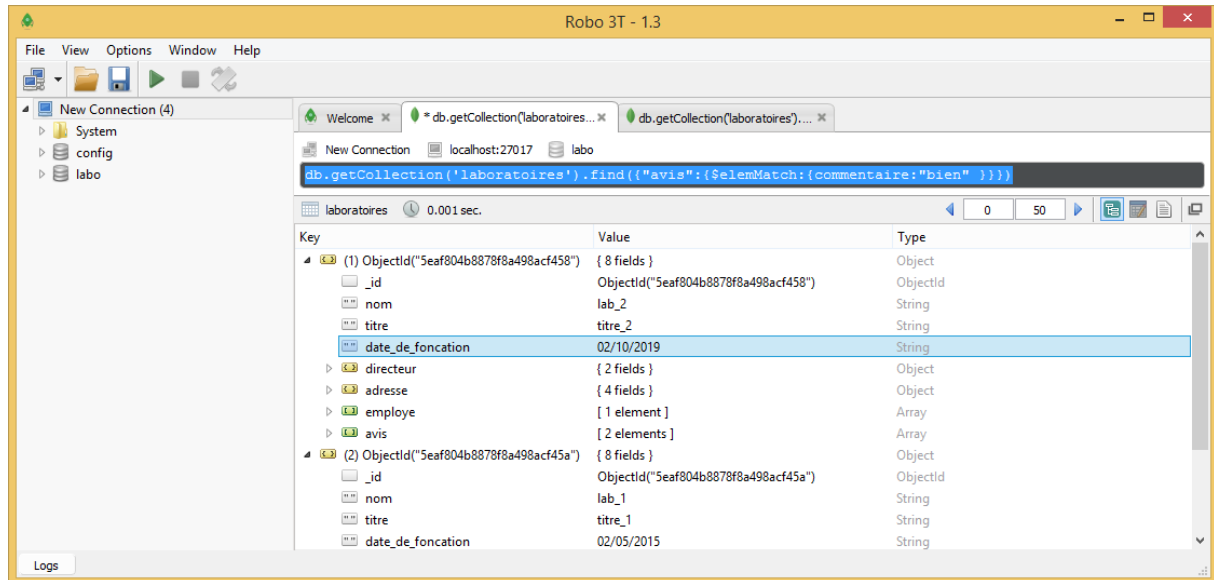 Robo 3T - 1.3
File View Options Window Help
New Connection (4)
System
config
labo
Welcome * db.getCollection('laboratoires... db.getCollection('laboratoires')....
New Connection localhost:27017 labo
db.getCollection('laboratoires').find({"avis":{$elemMatch:{commentaire:"bien" }}})
laboratoires 0.001 sec. 0 50
Key Value Type
(1) ObjectId("5eaf804b8878f8a498acf458") { 8 fields } Object
_id ObjectId("5eaf804b8878f8a498acf458") ObjectId
nom lab_2 String
titre titre_2 String
date_de_foncation 02/10/2019 String
directeur { 2 fields } Object
adresse { 4 fields } Object
employe [ 1 element ] Array
avis [ 2 elements ] Array
(2) ObjectId("5eaf804b8878f8a498acf45a") { 8 fields } Object
_id ObjectId("5eaf804b8878f8a498acf45a") ObjectId
nom lab_1 String
titre titre_1 String
date_de_foncation 02/05/2015 String
Logs